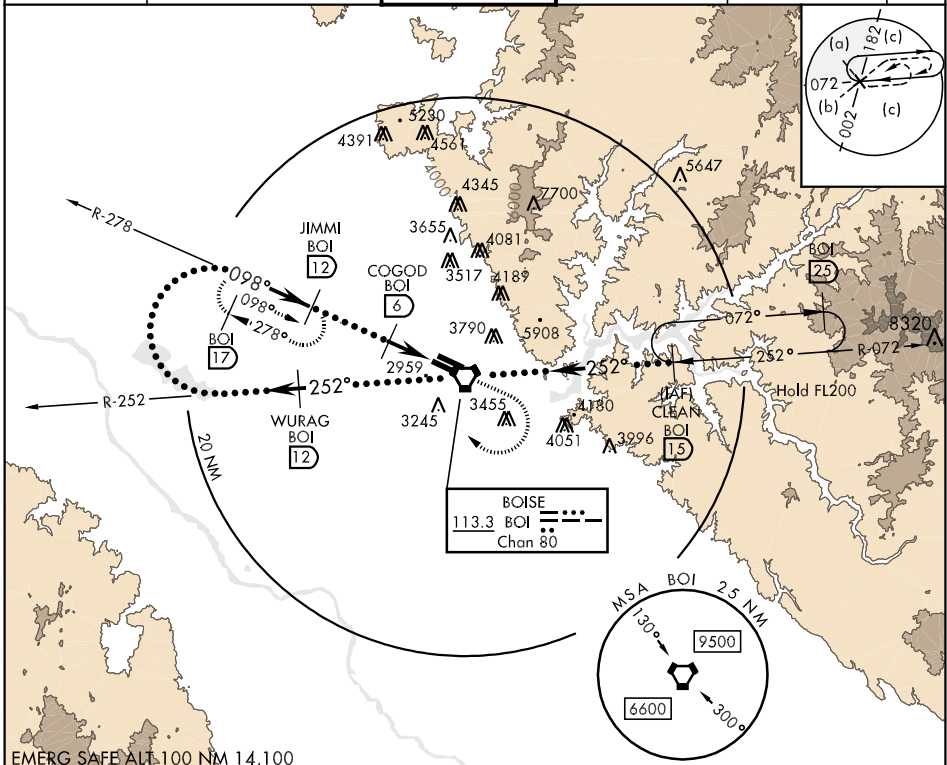 (a)
182
(c)
072
(b)
002
(c)
5230
4391
4561
4000
6000
4345
7700
5647
3655
4081
3517
4189
3790
5908
R-278
JIMMI
BOI
12
COGOD
BOI
6
098°
098°
278°
BOI
17
2959
BOI
25
072°
8320
252°
R-072
252°
Hold FL200
(IAF)
CLEAN
BOI
15
252°
R-252
WURAG
BOI
12
3245
3455
4180
4051
3996
20 NM
BOISE
113.3 BOI
Chan 80
MSA BOI 25 NM
130°
9500
6600
300°
EMERG SAFE ALT 100 NM 14,100